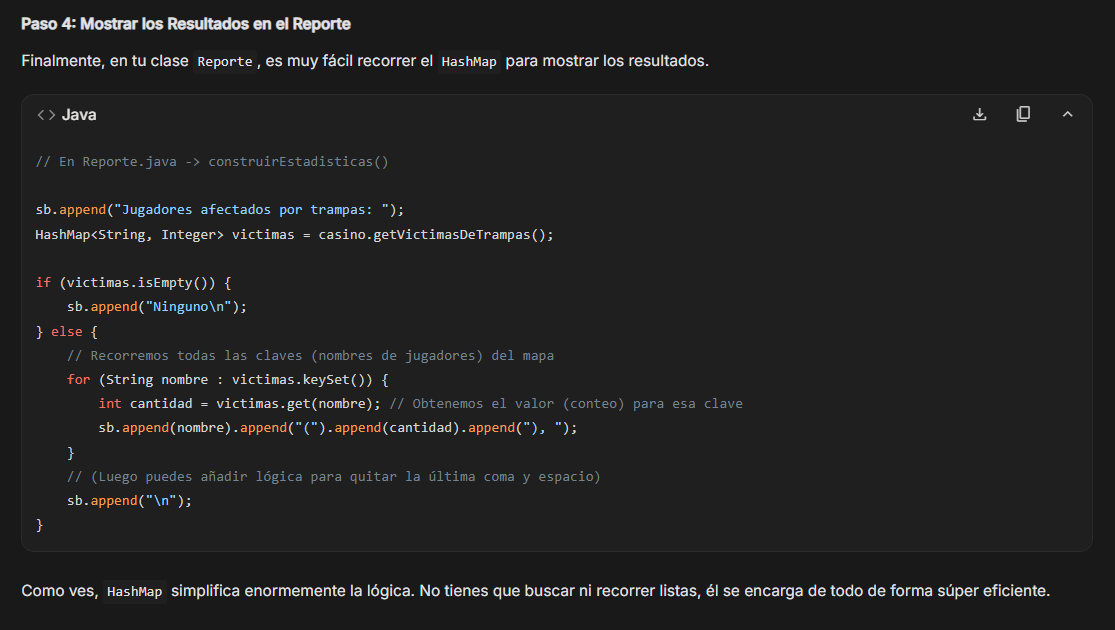 Paso 4: Mostrar los Resultados en el Reporte
Finalmente, en tu clase Reporte, es muy fácil recorrer el HashMap para mostrar los resultados.
<> Java
// En Reporte.java -> construirEstadisticas()
sb.append("Jugadores afectados por trampas: ");
HashMap<String, Integer> victimas = casino.getVictimasDeTrampas();
if (victimas.isEmpty()) {
    sb.append("Ninguno\n");
} else {
    // Recorremos todas las claves (nombres de jugadores) del mapa
    for (String nombre : victimas.keySet()) {
        int cantidad = victimas.get(nombre); // Obtenemos el valor (conteo) para esa clave
        sb.append(nombre).append("(").append(cantidad).append("), ");
    }
    // (Luego puedes añadir lógica para quitar la última coma y espacio)
    sb.append("\n");
}
Como ves, HashMap simplifica enormemente la lógica. No tienes que buscar ni recorrer listas, él se encarga de todo de forma súper eficiente.